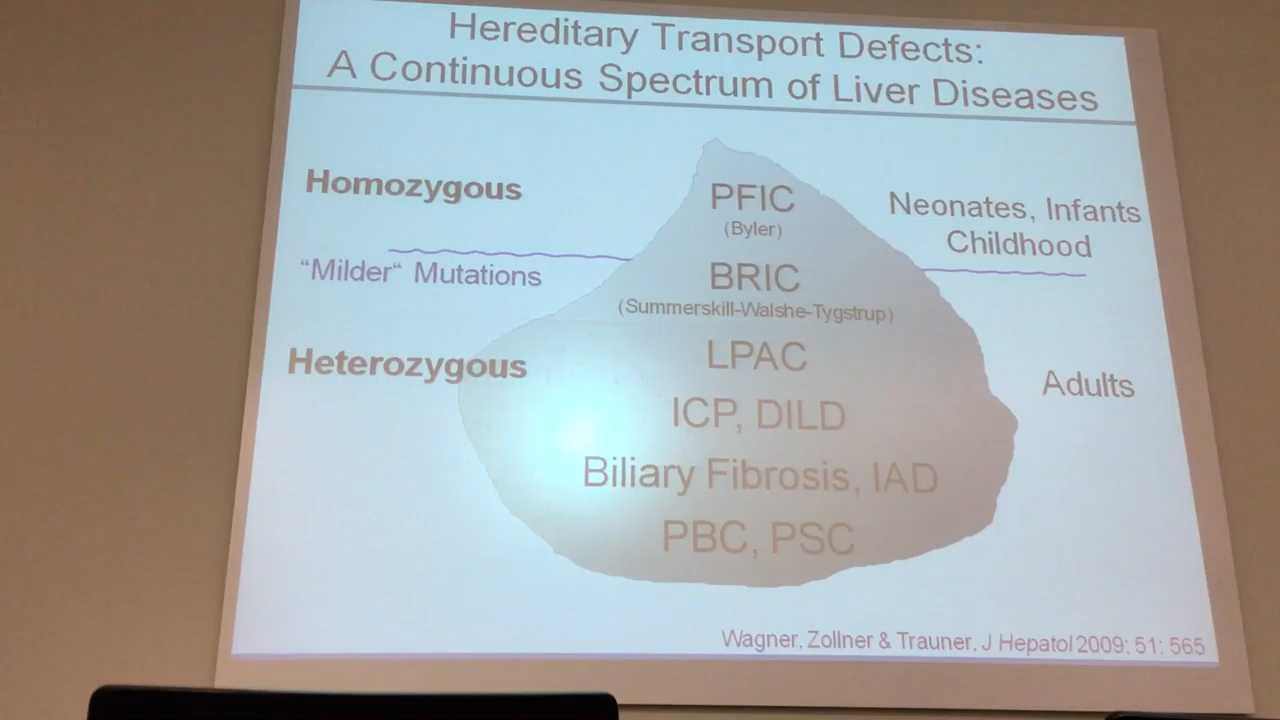 Hereditary Transport Defects:
A Continuous Spectrum of Liver Diseases
Homozygous
PFIC
(Byler)
Neonates, Infants
Childhood
“Milder“ Mutations
BRIC
(Summerskill-Walshe-Tygstrup)
Heterozygous
LPAC
Adults
ICP, DILD
Biliary Fibrosis, IAD
PBC, PSC
Wagner, Zollner & Trauner, J Hepatol 2009; 51: 565